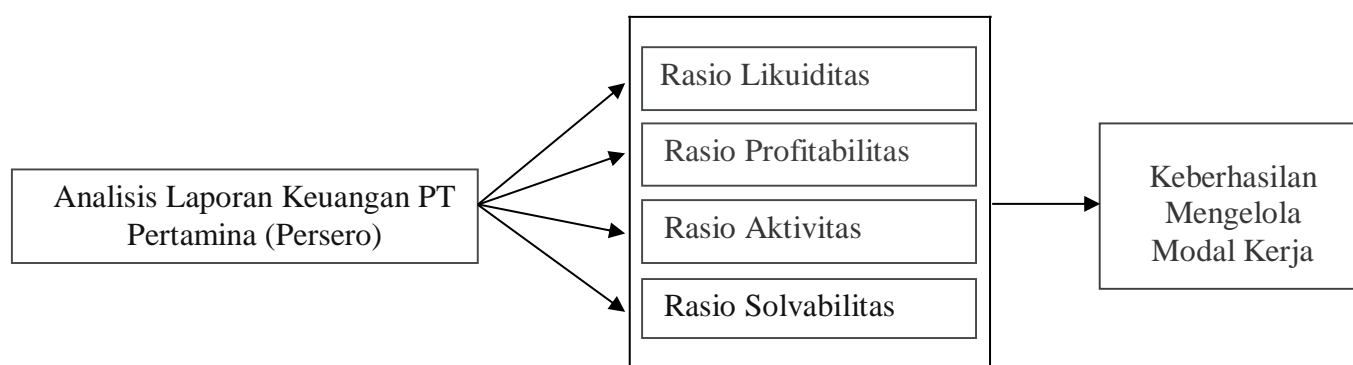 Analisis Laporan Keuangan PT
Pertamina (Persero)
Rasio Likuiditas
Rasio Profitabilitas
Rasio Aktivitas
Rasio Solvabilitas
Keberhasilan
Mengelola
Modal Kerja